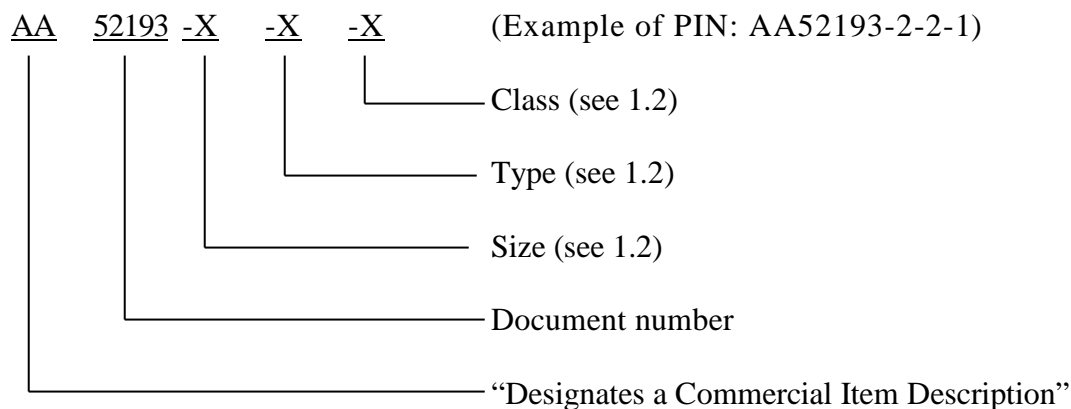 AA 52193 -X -X -X (Example of PIN: AA52193-2-2-1)
Class (see 1.2)
Type (see 1.2)
Size (see 1.2)
Document number
“Designates a Commercial Item Description”